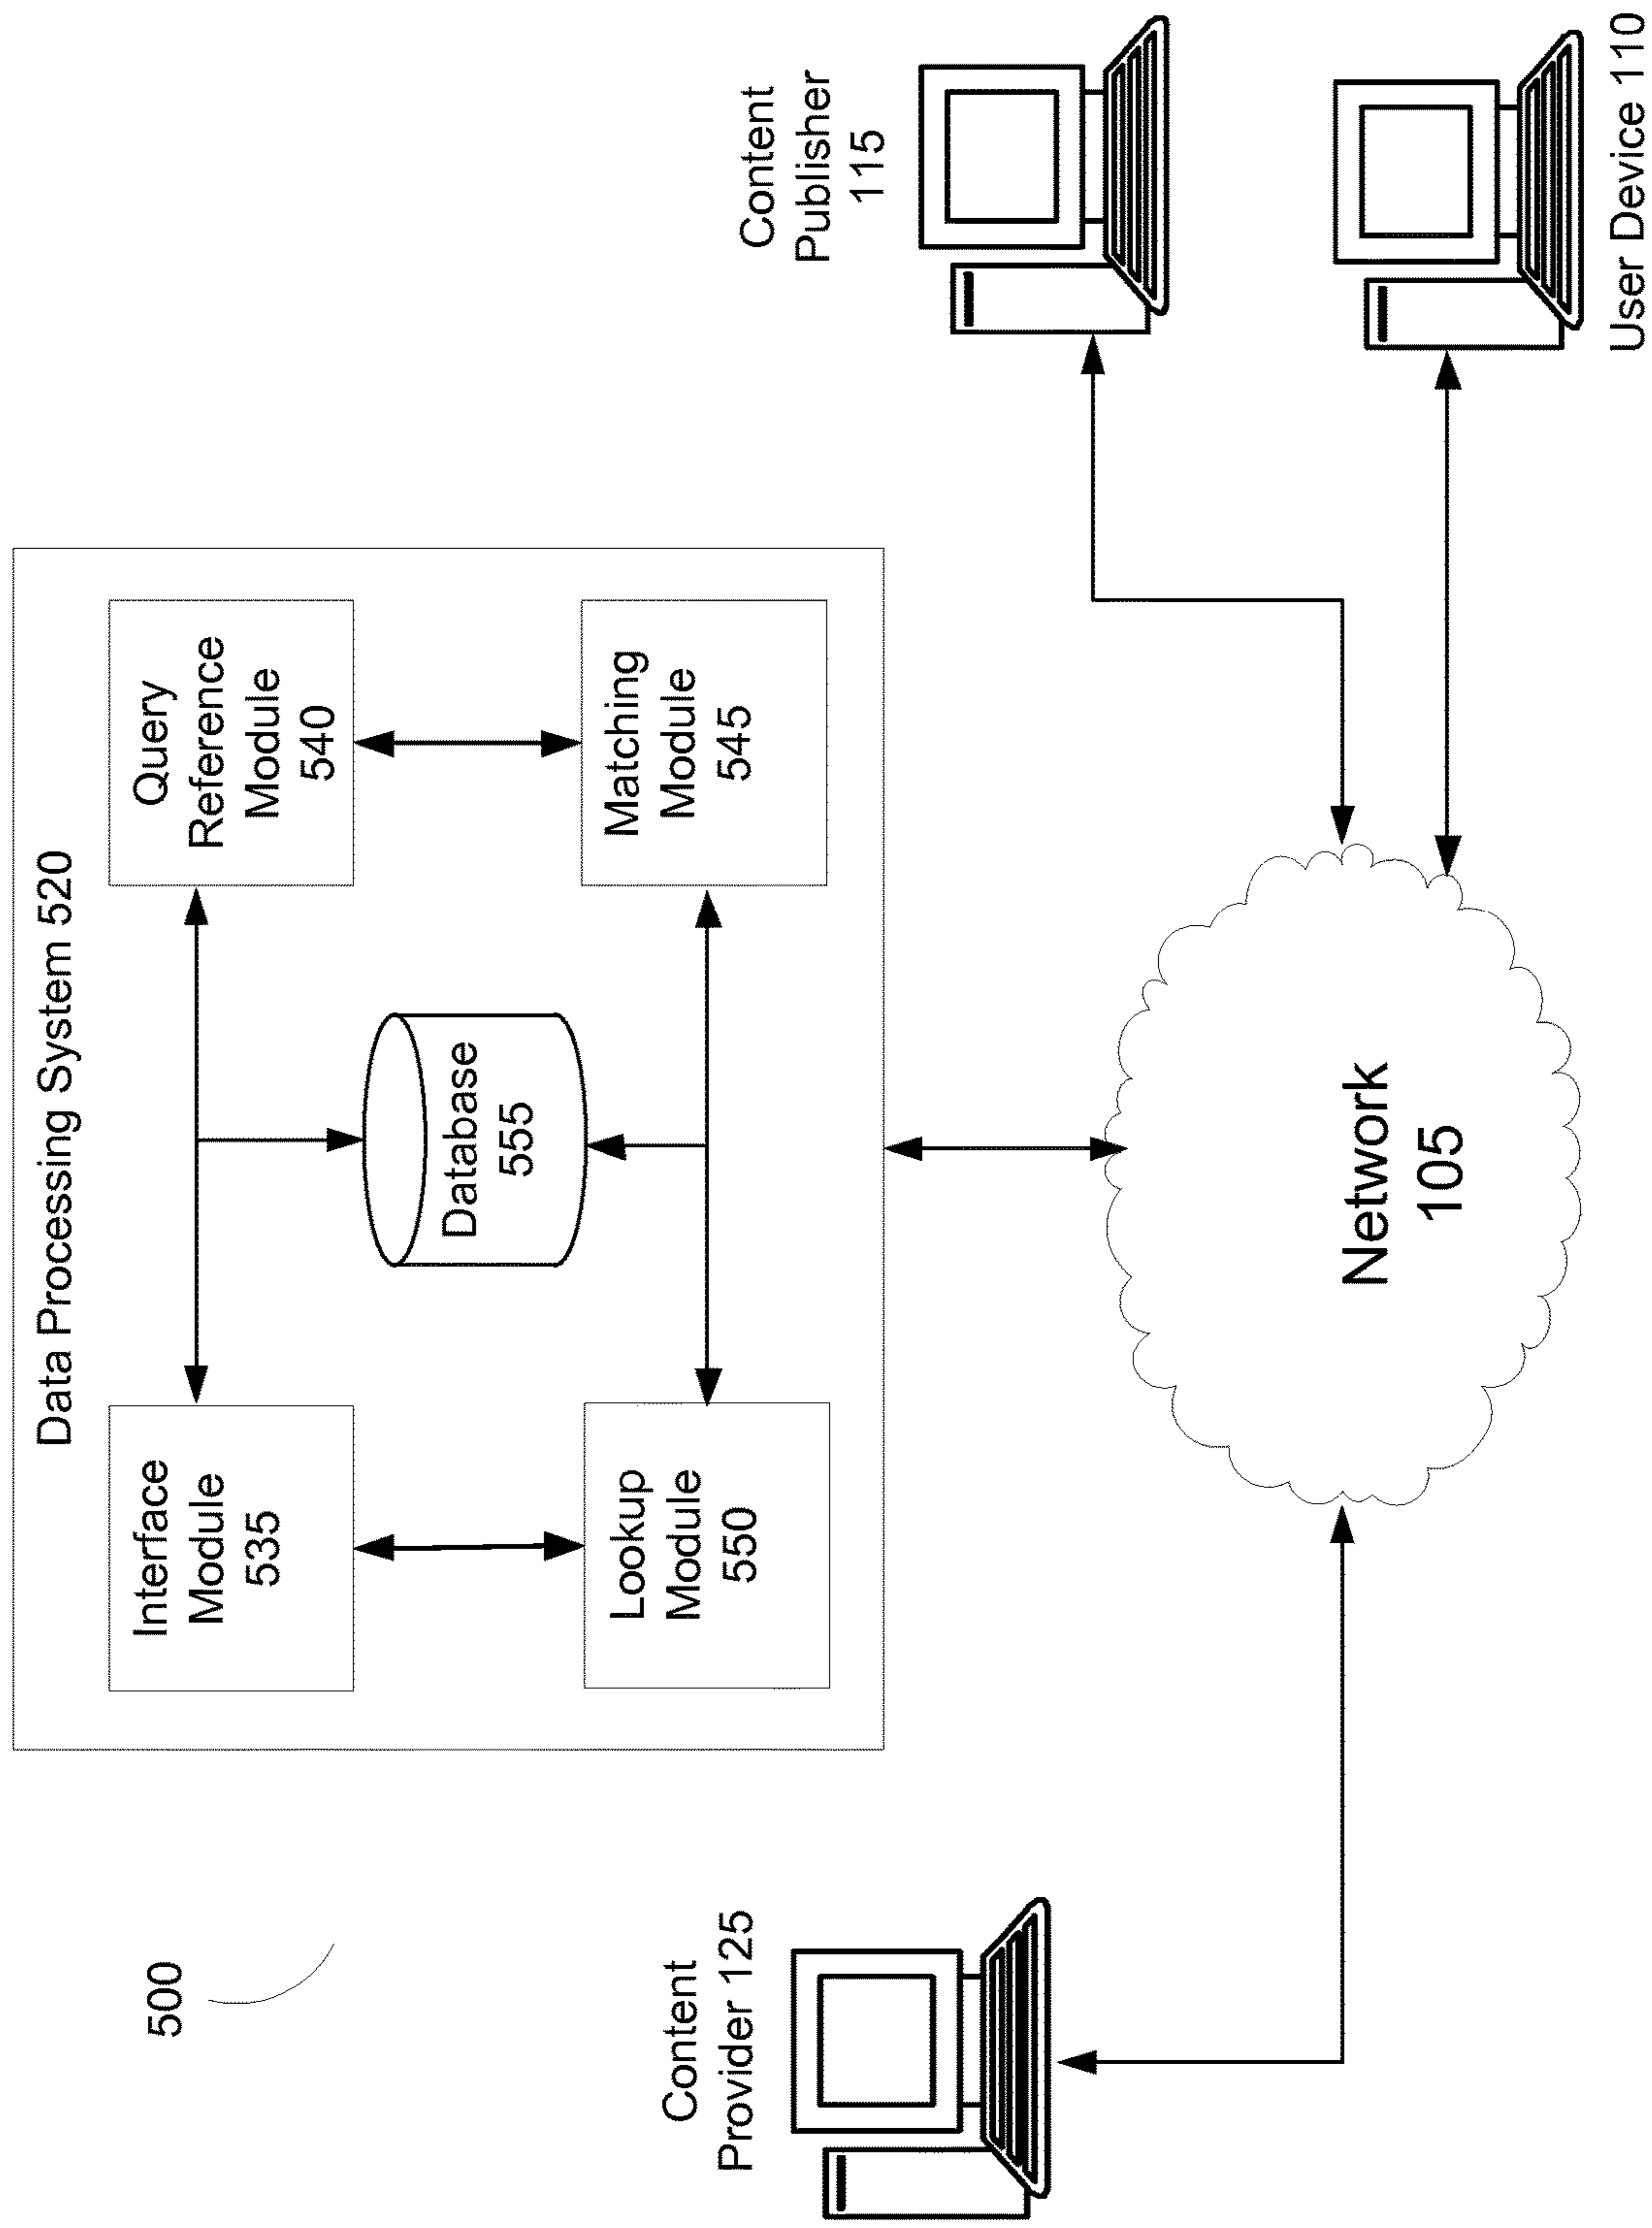 500
Data Processing System 520
Interface
Module
535
Query
Reference
Module
540
Database
555
Lookup
Module
550
Matching
Module
545
Content
Provider 125
Content
Publisher
115
Network
105
User Device 110